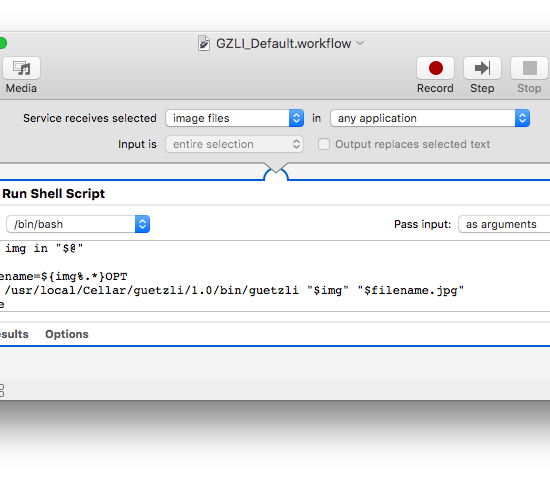 GZLI_Default.workflow
Media
Record
Step
Stop
Service receives selected image files in any application
Input is entire selection Output replaces selected text
Run Shell Script
/bin/bash Pass input: as arguments
img in "$@"
ename=${img%.*}OPT
/usr/local/Cellar/guetzli/1.0/bin/guetzli "$img" "$filename.jpg"
e
esults Options